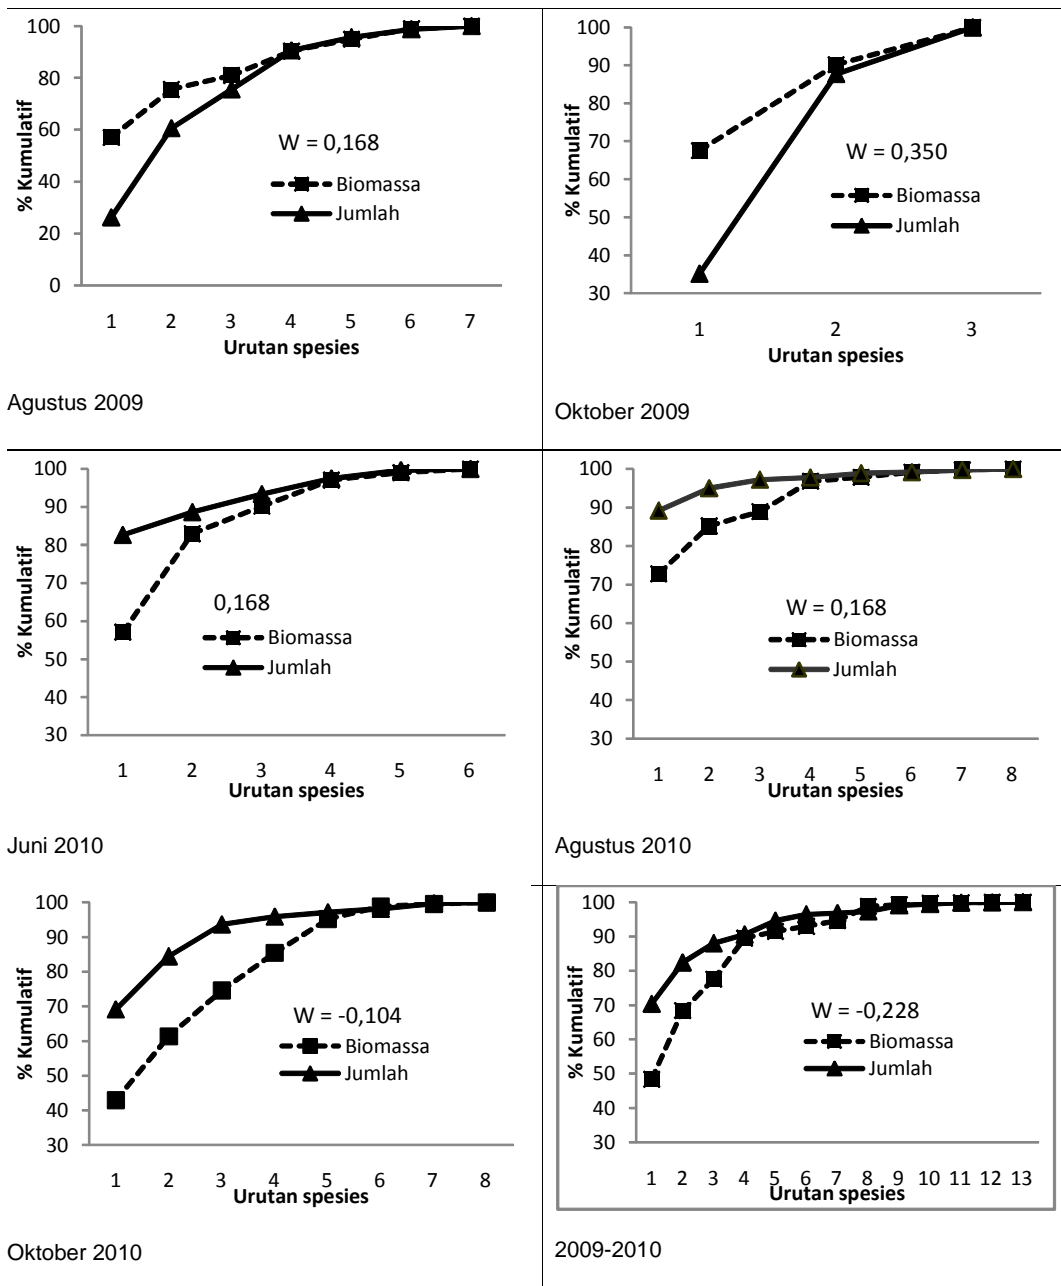 100
80
60
40
20
0
% Kumulatif
W = 0,168
Biomassa
Jumlah
1 2 3 4 5 6 7
Urutan spesies
Agustus 2009
100
90
80
70
60
50
40
30
% Kumulatif
W = 0,350
Biomassa
Jumlah
1 2 3
Urutan spesies
Oktober 2009
100
90
80
70
60
50
40
30
% Kumulatif
0,168
Biomassa
Jumlah
1 2 3 4 5 6
Urutan spesies
Juni 2010
100
90
80
70
60
50
40
30
% Kumulatif
W = 0,168
Biomassa
Jumlah
1 2 3 4 5 6 7 8
Urutan spesies
Agustus 2010
100
90
80
70
60
50
40
30
% Kumulatif
W = -0,104
Biomassa
Jumlah
1 2 3 4 5 6 7 8
Urutan spesies
Oktober 2010
100
90
80
70
60
50
40
30
% Kumulatif
W = -0,228
Biomassa
Jumlah
1 2 3 4 5 6 7 8 9 10 11 12 13
Urutan spesies
2009-2010